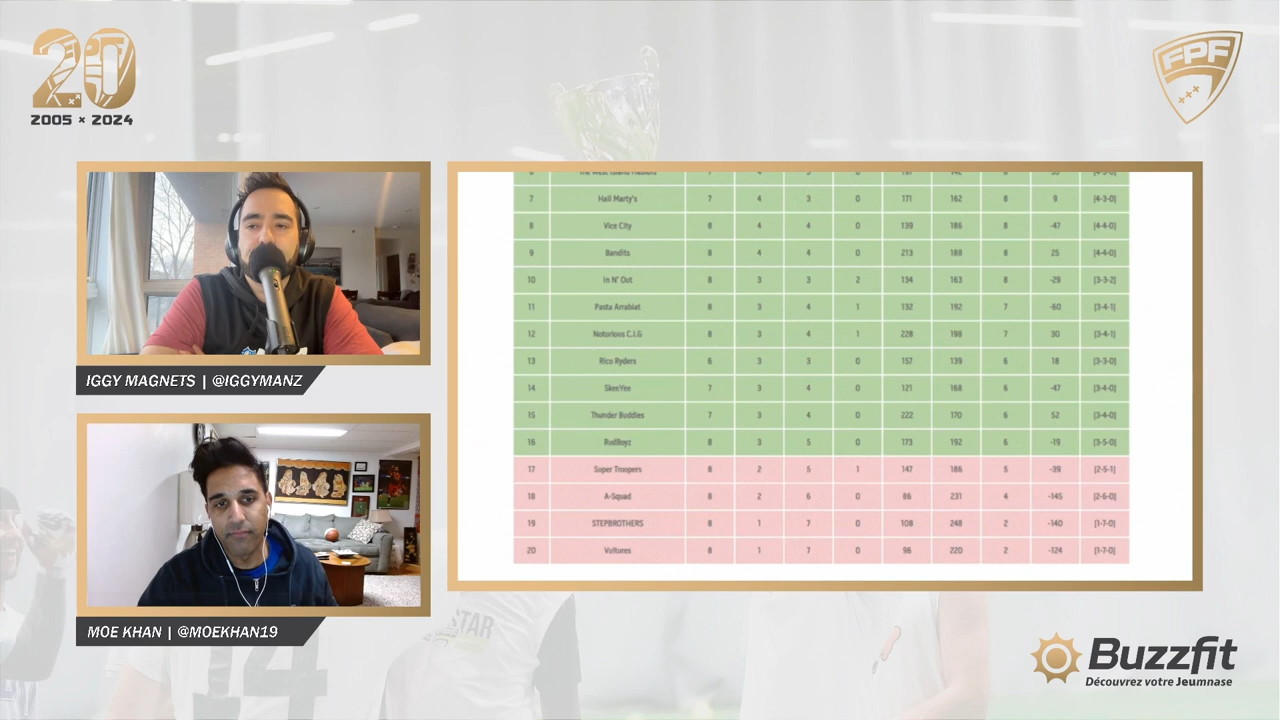 20
2005 × 2024
FPF
7 Hail Marty's 7 4 3 0 171 162 8 9 [4-3-0]
8 Vice City 8 4 4 0 139 186 8 -47 [4-4-0]
9 Bandits 8 4 4 0 213 188 8 25 [4-4-0]
10 In N' Out 8 3 3 2 134 163 8 -29 [3-3-2]
11 Pasta Arrabiat 8 3 4 1 132 192 7 -60 [3-4-1]
12 Notorious C.I.G 8 3 4 1 228 198 7 30 [3-4-1]
13 Rico Ryders 6 3 3 0 157 139 6 18 [3-3-0]
14 SkeeYee 7 3 4 0 121 168 6 -47 [3-4-0]
15 Thunder Buddies 7 3 4 0 222 170 6 52 [3-4-0]
16 RudBoyz 8 3 5 0 173 192 6 -19 [3-5-0]
17 Super Troopers 8 2 5 1 147 186 5 -39 [2-5-1]
18 A-Squad 8 2 6 0 86 231 4 -145 [2-6-0]
19 STEPBROTHERS 8 1 7 0 108 248 2 -140 [1-7-0]
20 Vultures 8 1 7 0 96 220 2 -124 [1-7-0]
IGGY MAGNETS | @IGGYMANZ
MOE KHAN | @MOEKHAN19
STAR
14
Buzzfit
Découvrez votre Jeumnase